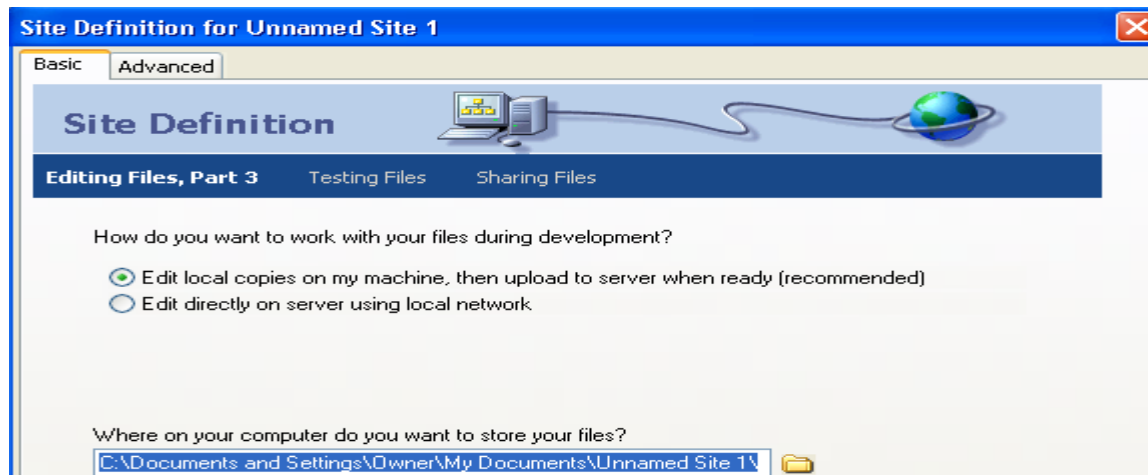 Site Definition for Unnamed Site 1
Basic Advanced
Site Definition
Editing Files, Part 3 Testing Files Sharing Files
How do you want to work with your files during development?
Edit local copies on my machine, then upload to server when ready (recommended)
Edit directly on server using local network
Where on your computer do you want to store your files?
C:\Documents and Settings\Owner\My Documents\Unnamed Site 1\